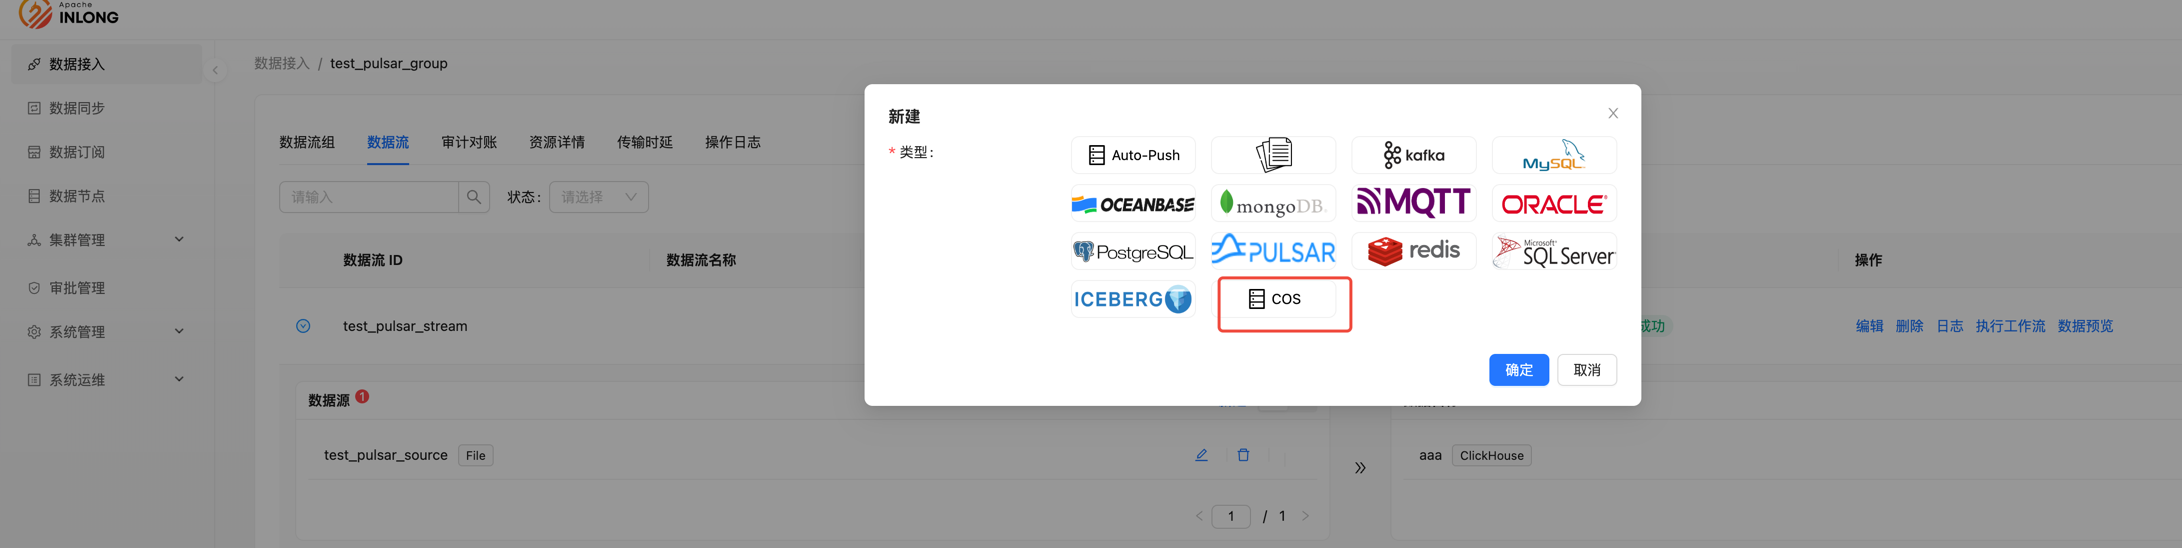 Apache
INLONG
数据接入
数据同步
数据订阅
数据节点
集群管理
审批管理
系统管理
系统运维
数据接入 / test_pulsar_group
数据流组 数据流 审计对账 资源详情 传输时延 操作日志
请输入 状态： 请选择
数据流 ID 数据流名称 操作
test_pulsar_stream 成功 编辑 删除 日志 执行工作流 数据预览
数据源 1
test_pulsar_source File
1 / 1
aaa ClickHouse
新建
* 类型：
Auto-Push kafka MySQL
OCEANBASE mongoDB MQTT ORACLE
PostgreSQL PULSAR redis Microsoft SQL Server
ICEBERG COS
确定 取消